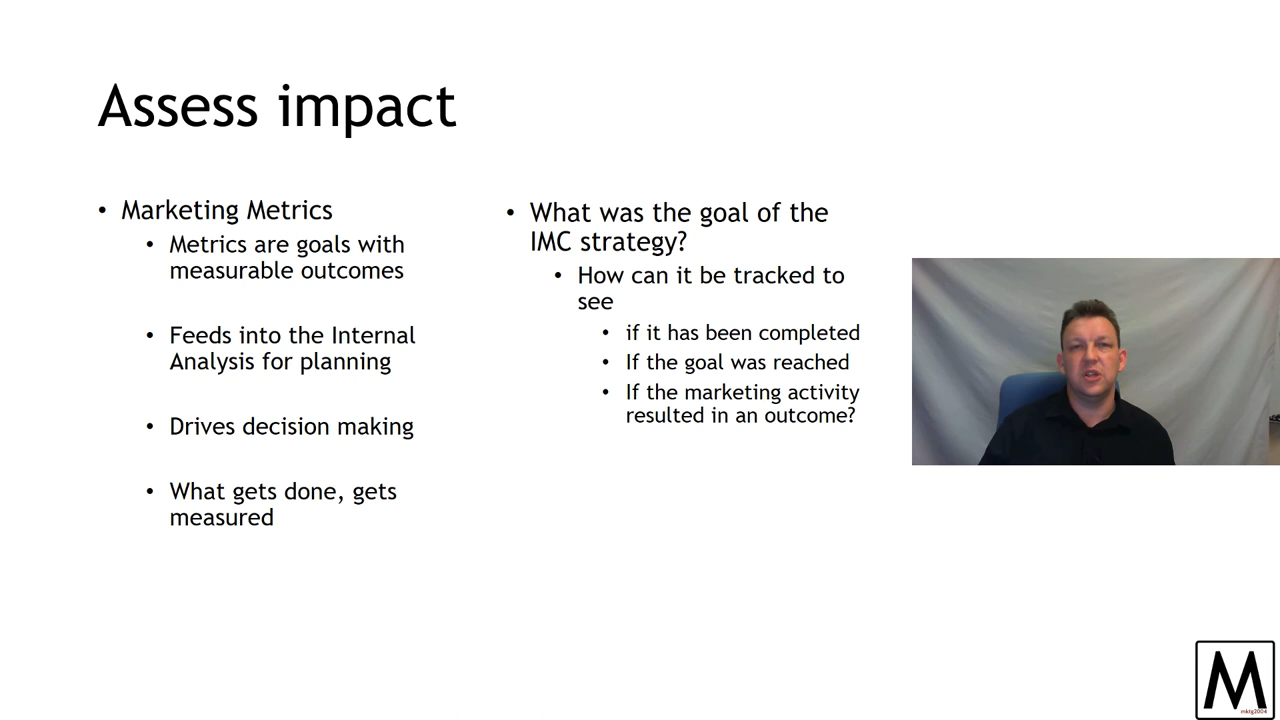 Assess impact
• Marketing Metrics
• Metrics are goals with
measurable outcomes
• Feeds into the Internal
Analysis for planning
• Drives decision making
• What gets done, gets
measured
• What was the goal of the
IMC strategy?
• How can it be tracked to
see
• if it has been completed
• If the goal was reached
• If the marketing activity
resulted in an outcome?
M
mktg2004